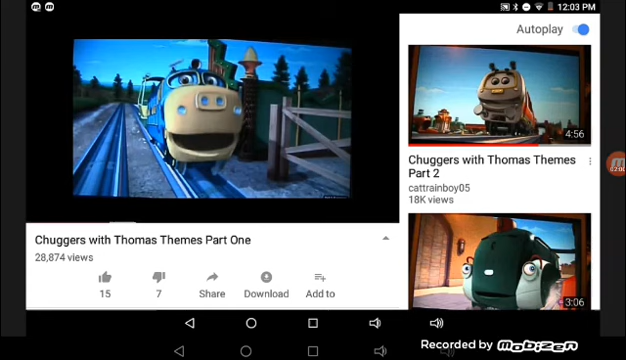 12:03 PM
Autoplay
4:56
Chuggers with Thomas Themes
Part 2
cattrainboy05
18K views
3:06
Chuggers with Thomas Themes Part One
28,874 views
15
7
Share
Download
Add to
Recorded by Mobizen